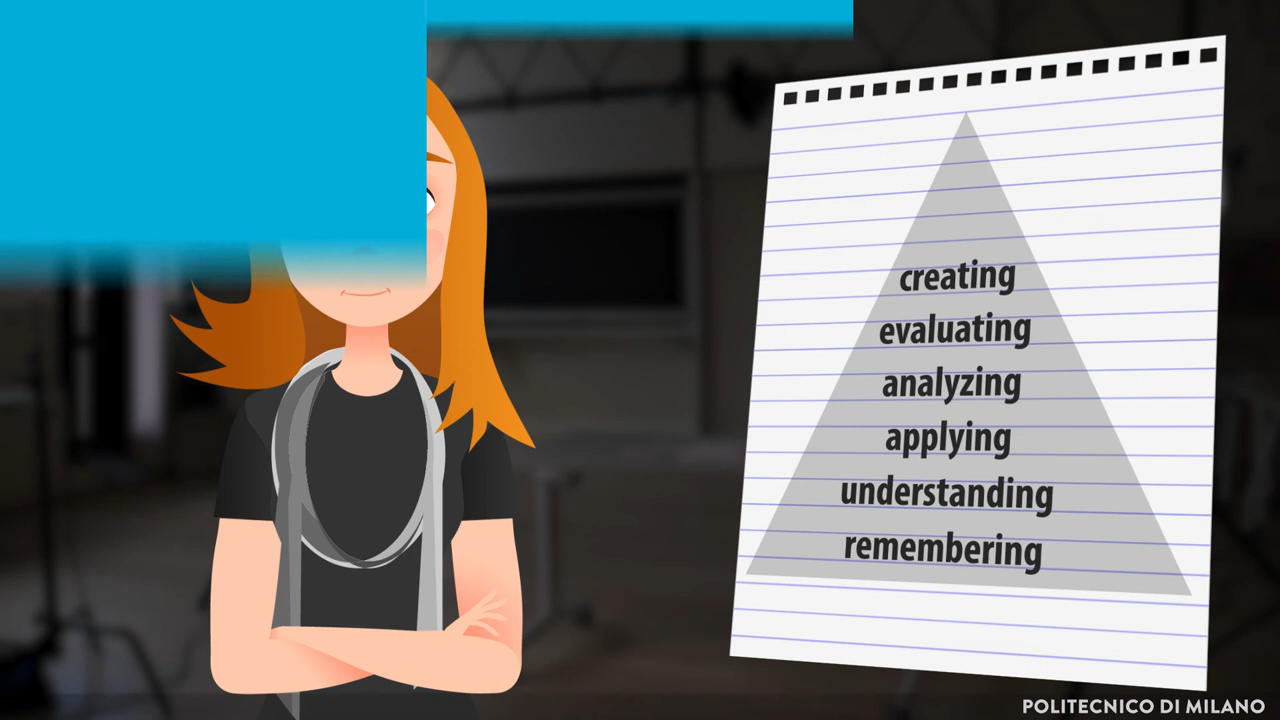 creating
evaluating
analyzing
applying
understanding
remembering
POLITECNICO DI MILANO